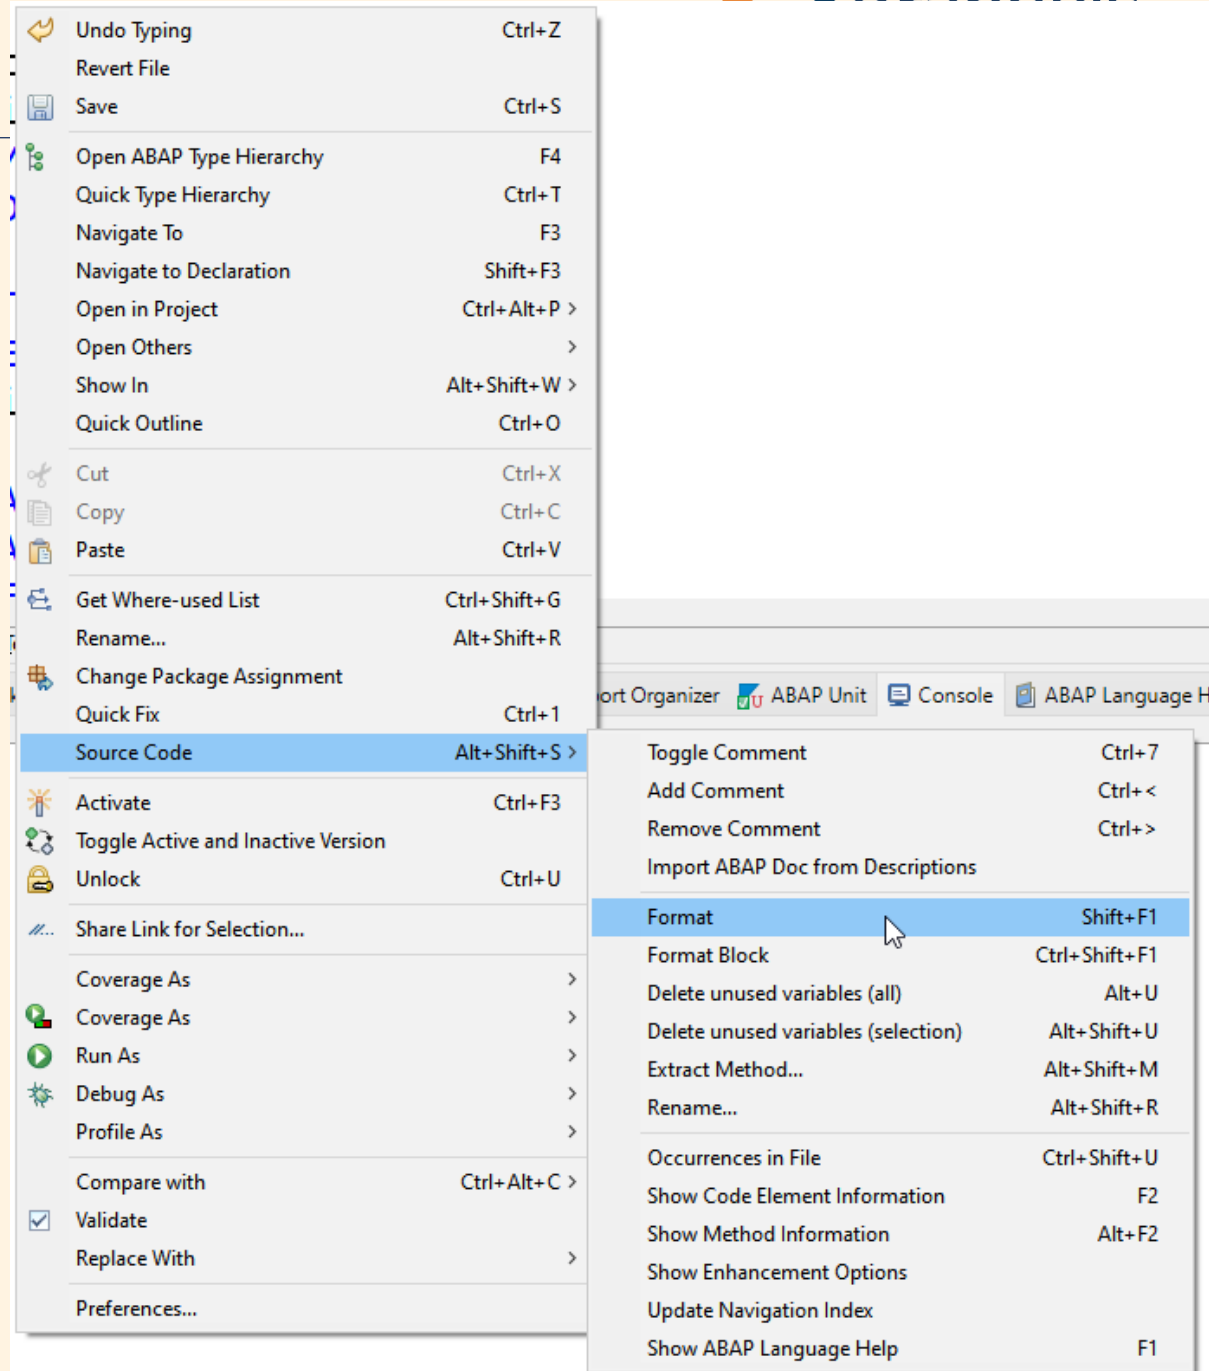 Undo Typing Ctrl+Z
Revert File
Save Ctrl+S
Open ABAP Type Hierarchy F4
Quick Type Hierarchy Ctrl+T
Navigate To F3
Navigate to Declaration Shift+F3
Open in Project Ctrl+Alt+P >
Open Others >
Show In Alt+Shift+W >
Quick Outline Ctrl+O
Cut Ctrl+X
Copy Ctrl+C
Paste Ctrl+V
Get Where-used List Ctrl+Shift+G
Rename... Alt+Shift+R
Change Package Assignment
Quick Fix Ctrl+1
Source Code Alt+Shift+S >
Activate Ctrl+F3
Toggle Active and Inactive Version
Unlock Ctrl+U
Share Link for Selection...
Coverage As >
Coverage As >
Run As >
Debug As >
Profile As >
Compare with Ctrl+Alt+C >
Validate
Replace With >
Preferences...
Organizer ABAP Unit Console ABAP Language
Toggle Comment Ctrl+7
Add Comment Ctrl+<
Remove Comment Ctrl+>
Import ABAP Doc from Descriptions
Format Shift+F1
Format Block Ctrl+Shift+F1
Delete unused variables (all) Alt+U
Delete unused variables (selection) Alt+Shift+U
Extract Method... Alt+Shift+M
Rename... Alt+Shift+R
Occurrences in File Ctrl+Shift+U
Show Code Element Information F2
Show Method Information Alt+F2
Show Enhancement Options
Update Navigation Index
Show ABAP Language Help F1